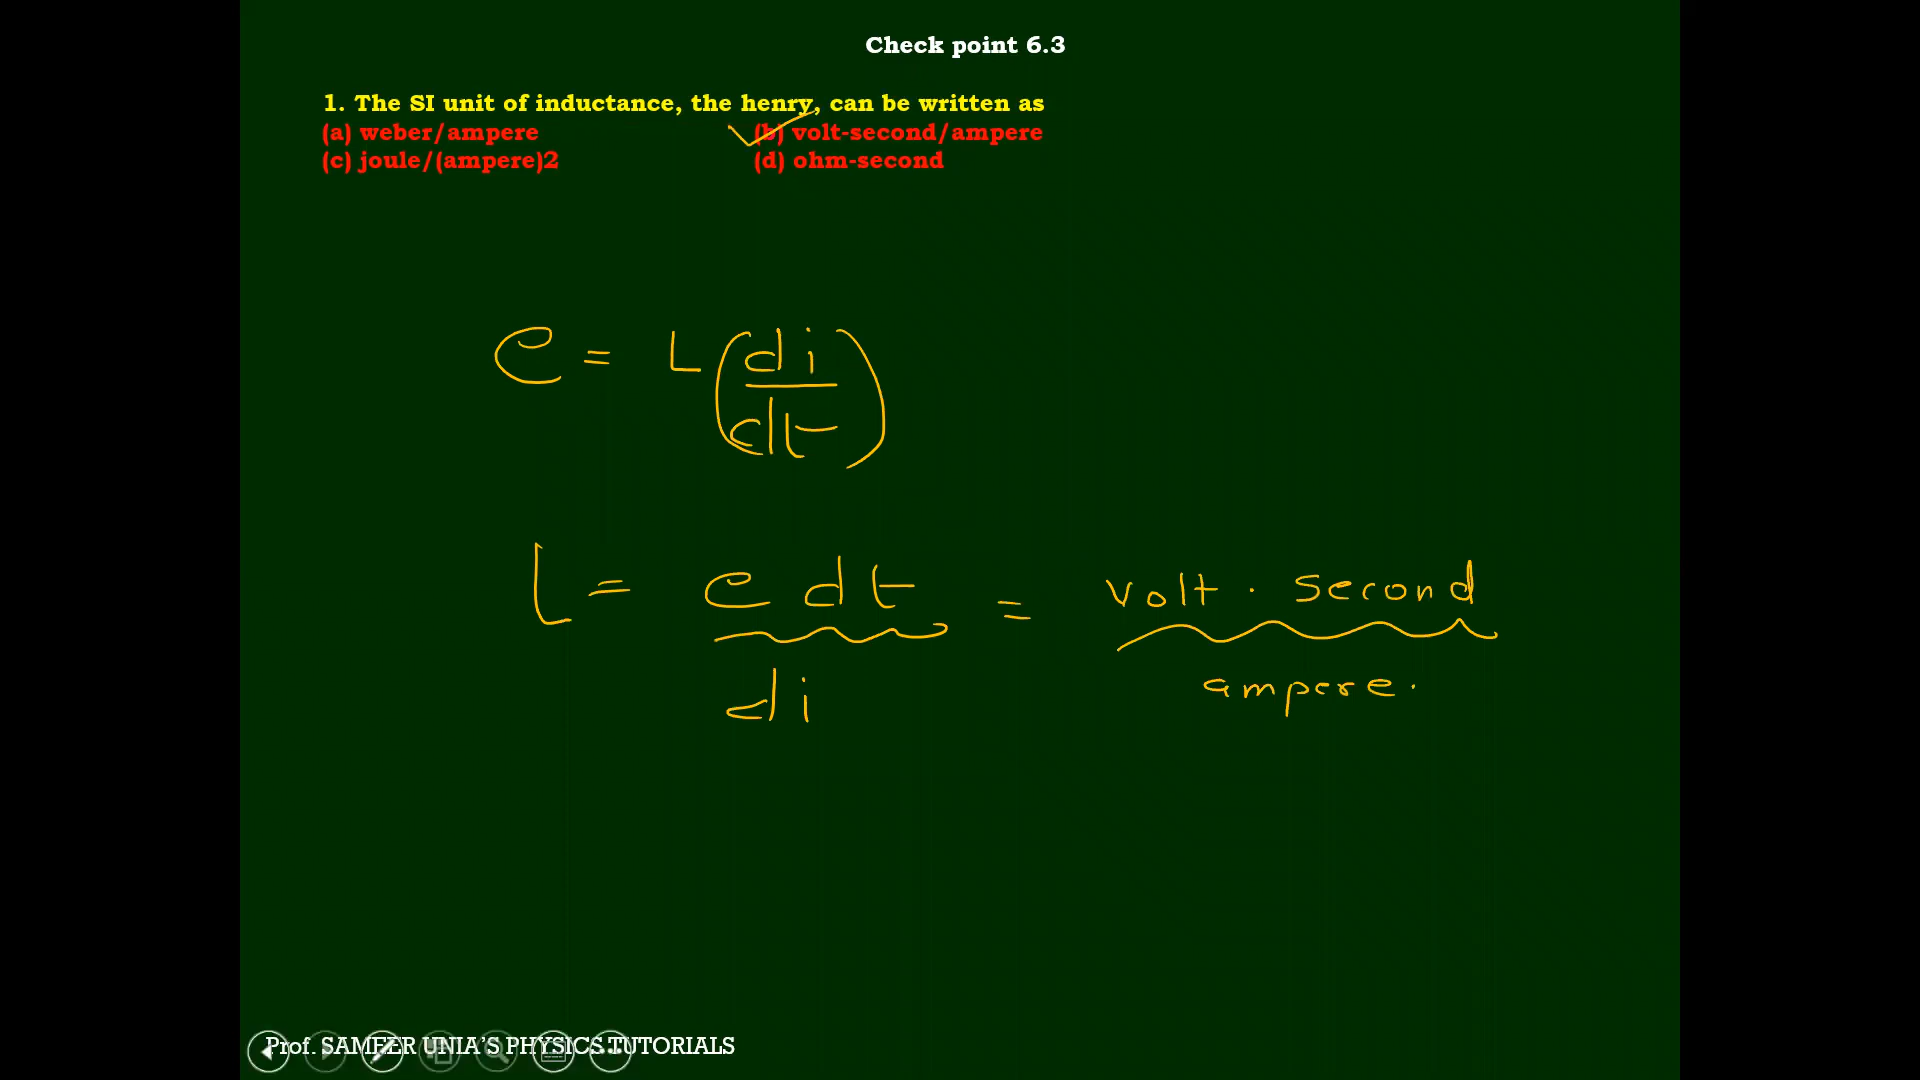 Check point 6.3
1. The SI unit of inductance, the henry, can be written as
(a) weber/ampere (b) volt-second/ampere
(c) joule/(ampere)2 (d) ohm-second
e = L (di/dt)
L = e dt / di = volt . second / ampere.
Prof. SAMEER UNIA'S PHYSICS TUTORIALS